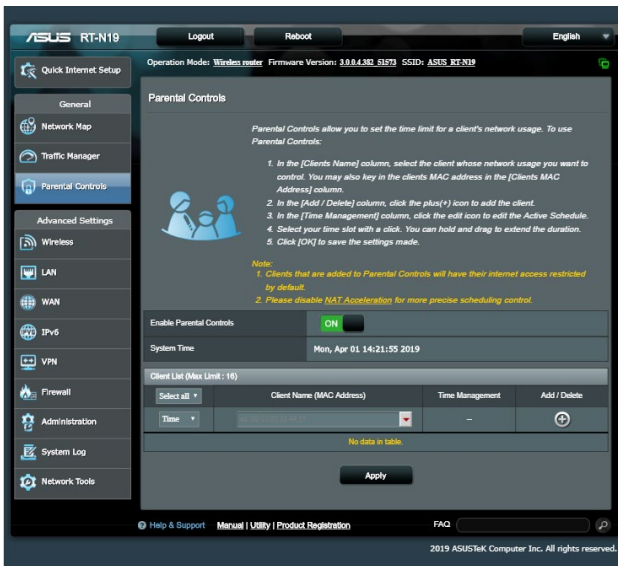 ASUS RT-N19 Logout Reboot English
Operation Mode: Wireless router Firmware Version: 3.0.0.4.382_51573 SSID: ASUS_RT-N19
Quick Internet Setup
General
Network Map
Traffic Manager
Parental Controls
Advanced Settings
Wireless
LAN
WAN
IPv6
VPN
Firewall
Administration
System Log
Network Tools
Parental Controls
Parental Controls allow you to set the time limit for a client's network usage. To use
Parental Controls:
1. In the [Clients Name] column, select the client whose network usage you want to
control. You may also key in the clients MAC address in the [Clients MAC
Address] column.
2. In the [Add / Delete] column, click the plus(+) icon to add the client.
3. In the [Time Management] column, click the edit icon to edit the Active Schedule.
4. Select your time slot with a click. You can hold and drag to extend the duration.
5. Click [OK] to save the settings made.
Note:
1. Clients that are added to Parental Controls will have their internet access restricted
by default.
2. Please disable NAT Acceleration for more precise scheduling control.
Enable Parental Controls ON
System Time Mon, Apr 01 14:21:55 2019
Client List (Max Limit : 16)
Select all Client Name (MAC Address) Time Management Add / Delete
Time –
No data in table.
Apply
Help & Support Manual | Utility | Product Registration FAQ
2019 ASUSTeK Computer Inc. All rights reserved.